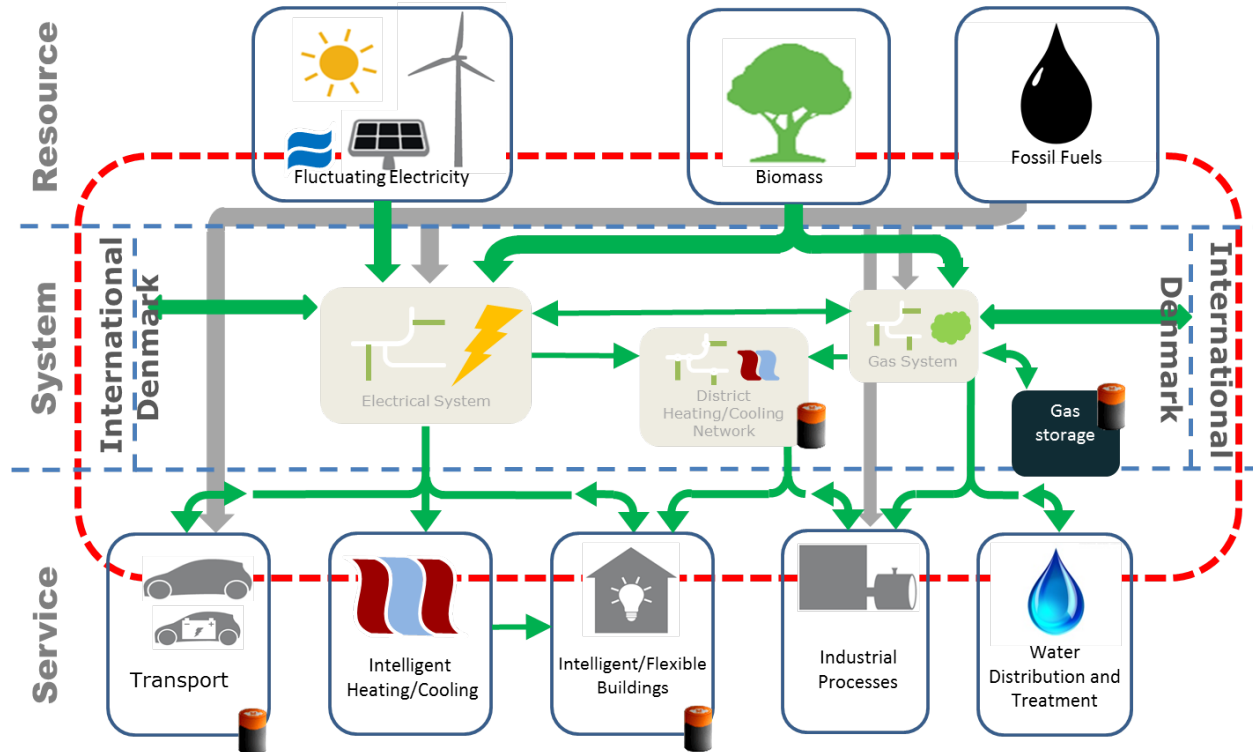 Resource
Fluctuating Electricity
Biomass
Fossil Fuels
System
International
Denmark
Electrical System
District
Heating/Cooling
Network
Gas System
Gas
storage
International
Denmark
Service
Transport
Intelligent
Heating/Cooling
Intelligent/Flexible
Buildings
Industrial
Processes
Water
Distribution and
Treatment